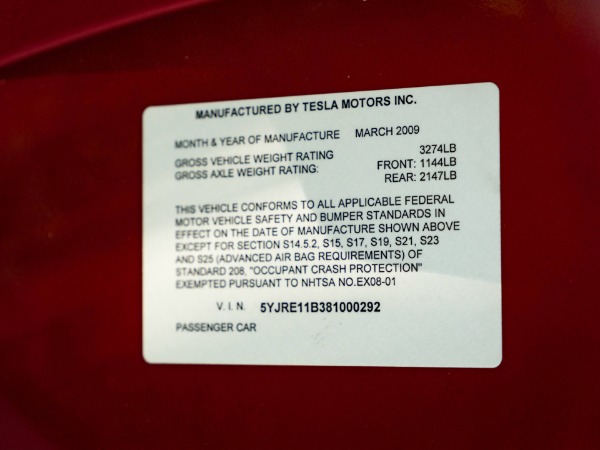 MANUFACTURED BY TESLA MOTORS INC.
MONTH & YEAR OF MANUFACTURE MARCH 2009
GROSS VEHICLE WEIGHT RATING 3274LB
GROSS AXLE WEIGHT RATING: FRONT: 1144LB
REAR: 2147LB
THIS VEHICLE CONFORMS TO ALL APPLICABLE FEDERAL
MOTOR VEHICLE SAFETY AND BUMPER STANDARDS IN
EFFECT ON THE DATE OF MANUFACTURE SHOWN ABOVE
EXCEPT FOR SECTION S14.5.2, S15, S17, S19, S21, S23
AND S25 (ADVANCED AIR BAG REQUIREMENTS) OF
STANDARD 208, "OCCUPANT CRASH PROTECTION"
EXEMPTED PURSUANT TO NHTSA NO.EX08-01
V. I. N. 5YJRE11B381000292
PASSENGER CAR